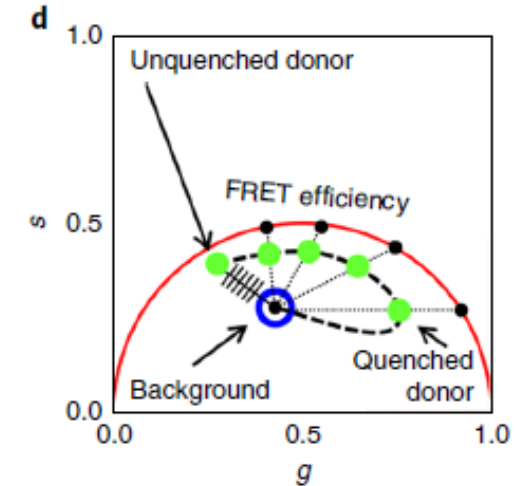 d
1.0
Unquenched donor
FRET efficiency
s
0.5
Quenched
donor
Background
0.0
0.0
0.5
1.0
g